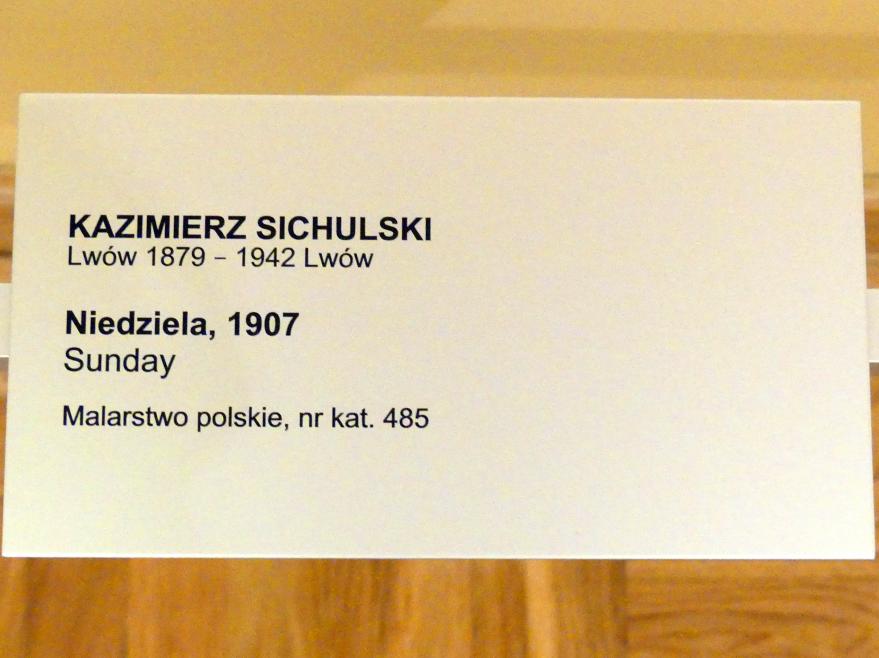 KAZIMIERZ SICHULSKI
Lwów 1879 – 1942 Lwów
Niedziela, 1907
Sunday
Malarstwo polskie, nr kat. 485